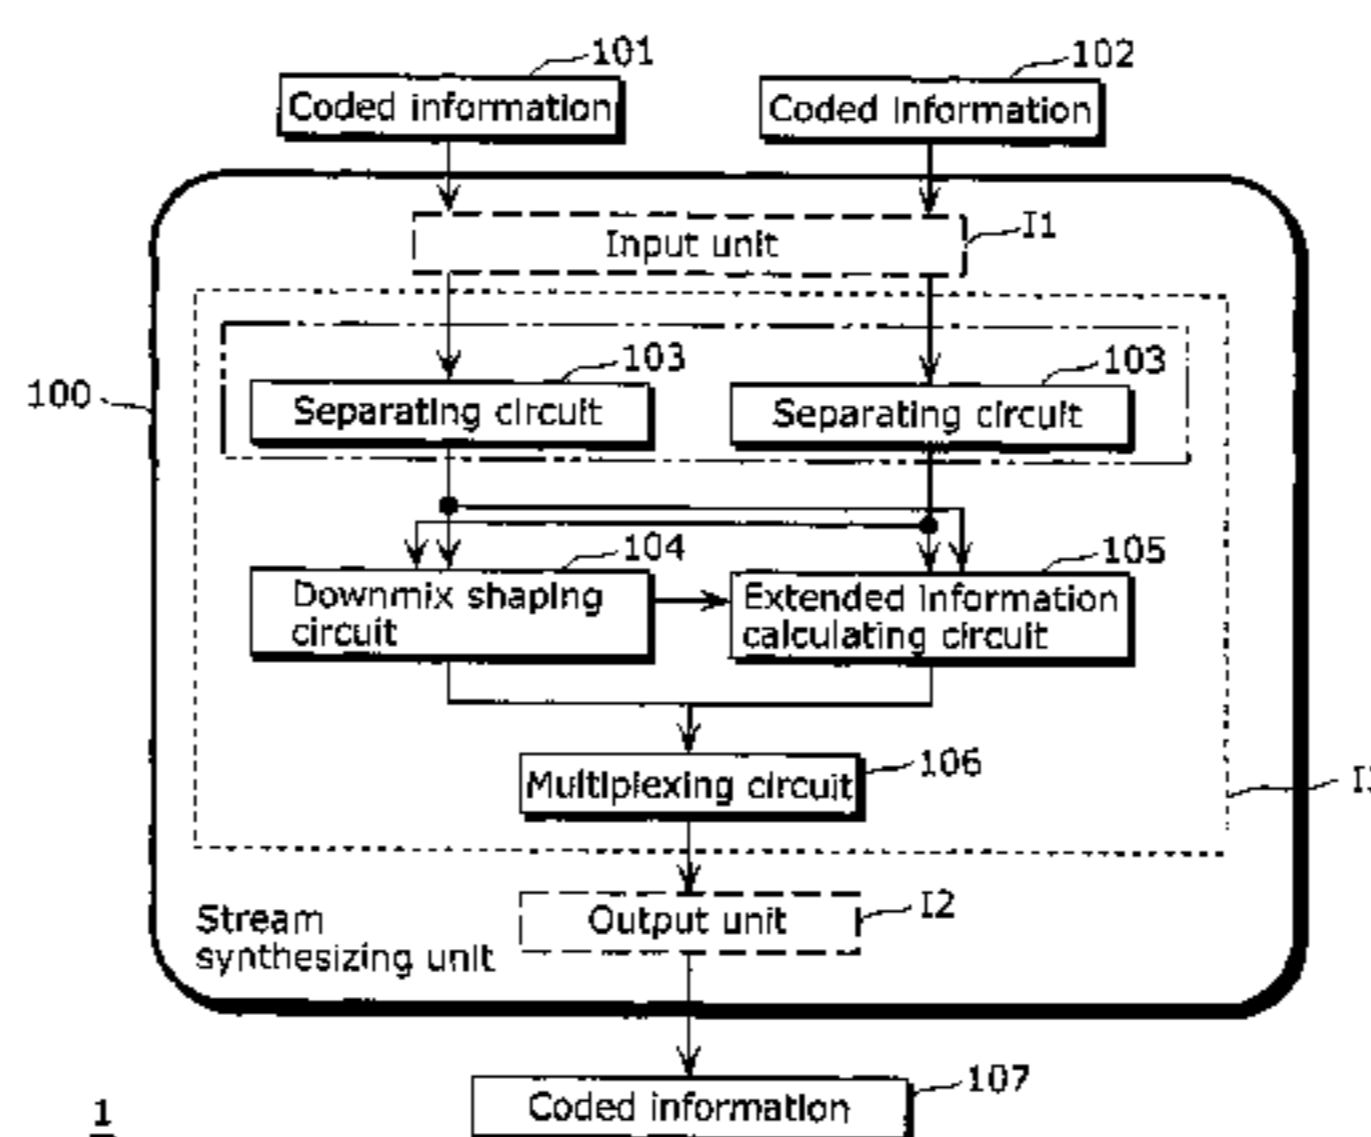 101
102
Coded information
Coded information
Input unit
I1
103
103
100
Separating circuit
Separating circuit
104
105
Downmix shaping
circuit
Extended information
calculating circuit
106
Multiplexing circuit
I2
Output unit
Stream
synthesizing unit
107
Coded information
1